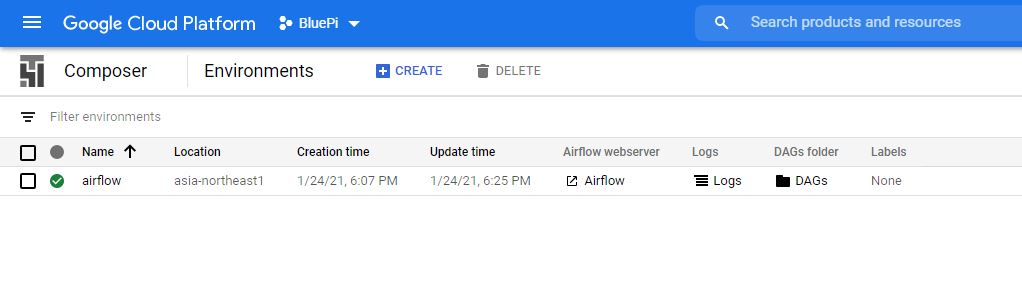 Google Cloud Platform BluePi Search products and resources
Composer Environments CREATE DELETE
Filter environments
Name Location Creation time Update time Airflow webserver Logs DAGs folder Labels
airflow asia-northeast1 1/24/21, 6:07 PM 1/24/21, 6:25 PM Airflow Logs DAGs None